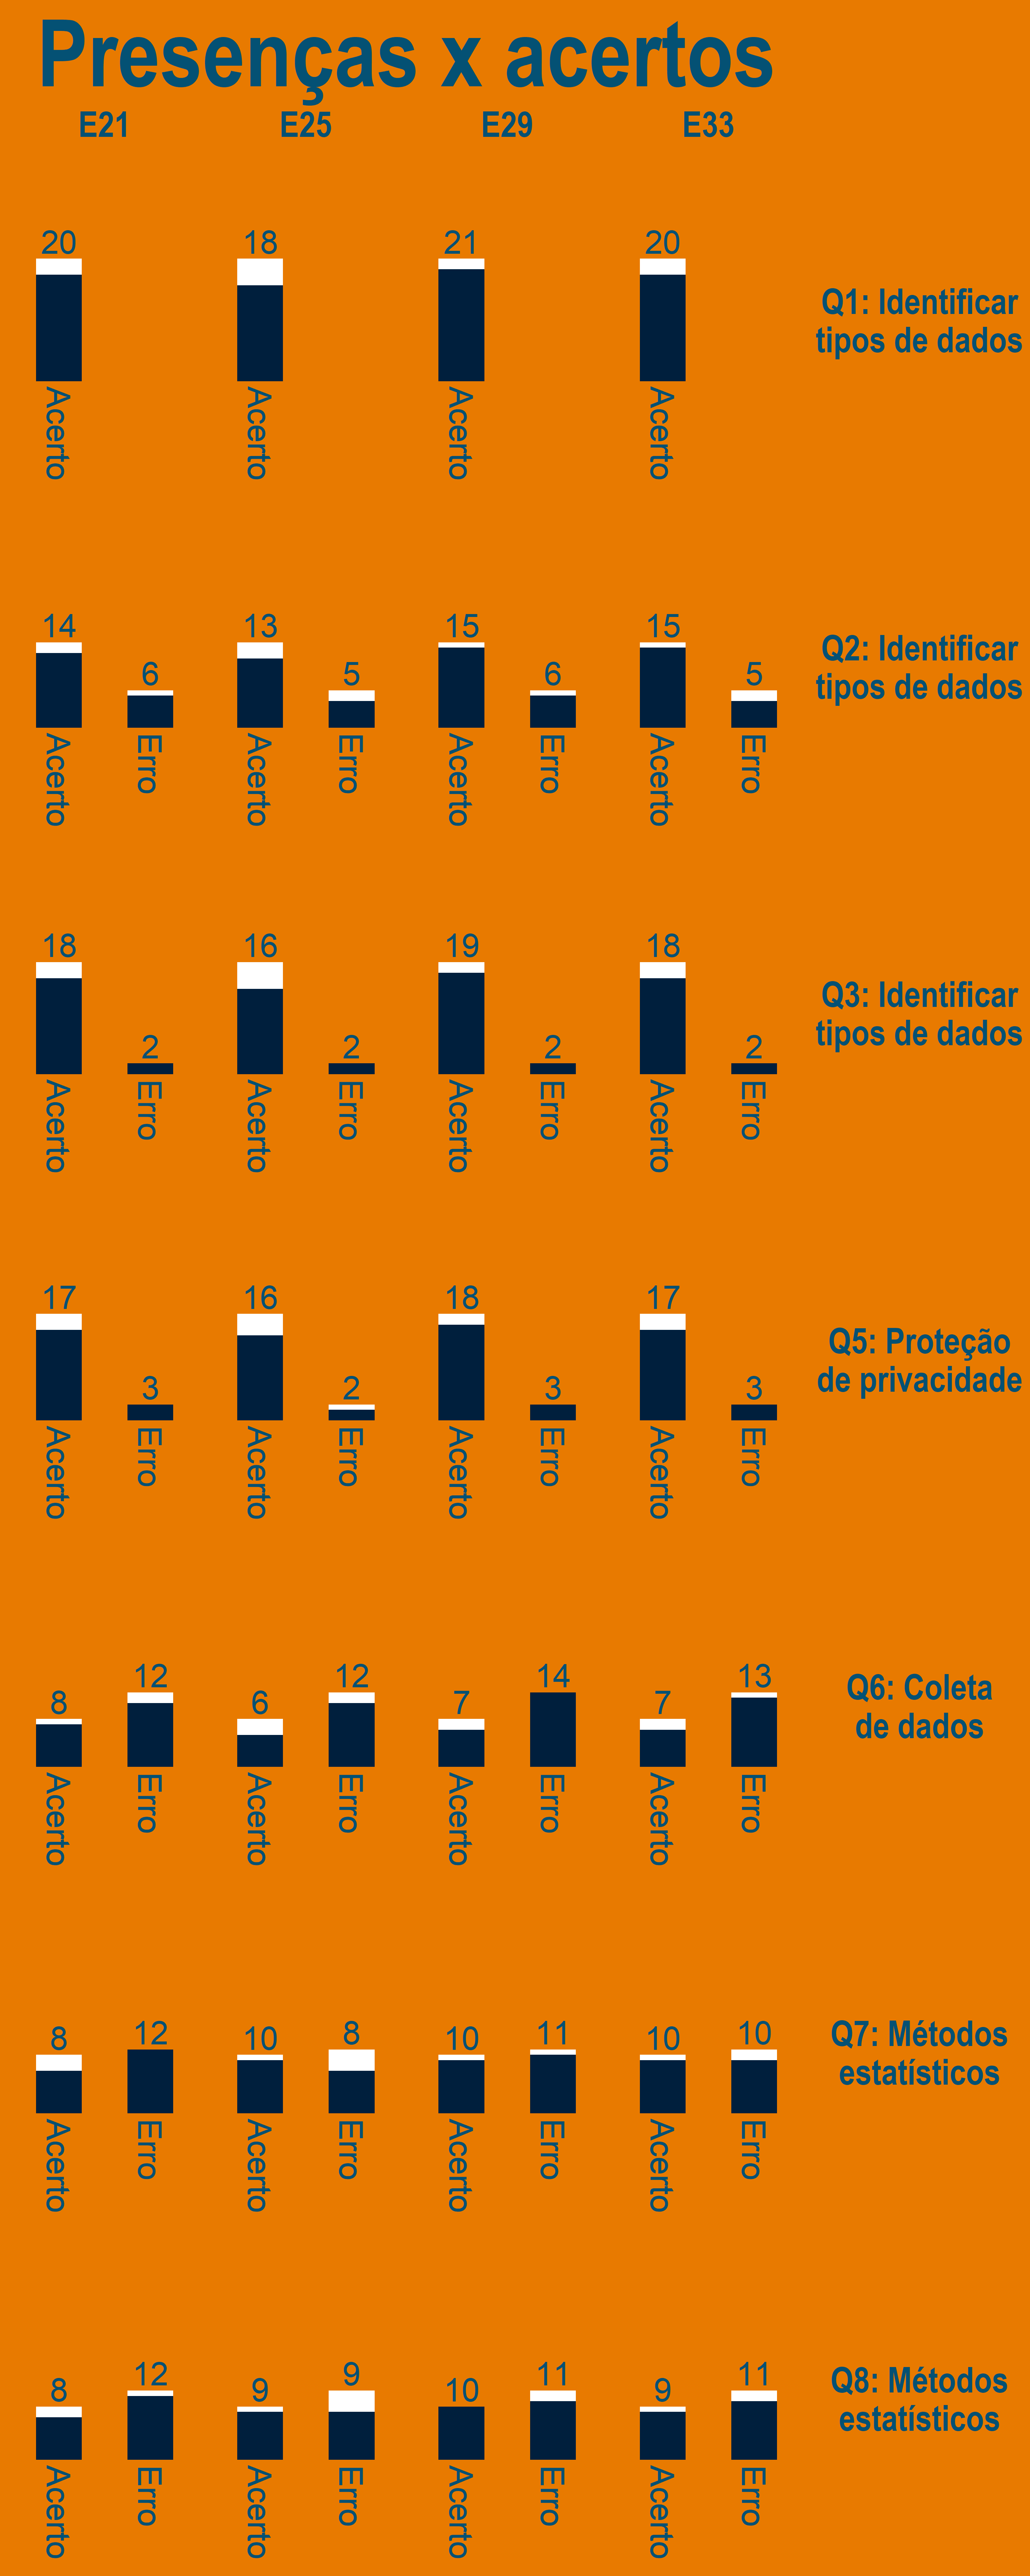 Presenças x acertos
E21 E25 E29 E33
20 18 21 20
Q1: Identificar
tipos de dados
Acerto Acerto Acerto Acerto
14 6 13 5 15 6 15 5
Q2: Identificar
tipos de dados
Acerto Erro Acerto Erro Acerto Erro Acerto Erro
18 2 16 2 19 2 18 2
Q3: Identificar
tipos de dados
Acerto Erro Acerto Erro Acerto Erro Acerto Erro
17 3 16 2 18 3 17 3
Q5: Proteção
de privacidade
Acerto Erro Acerto Erro Acerto Erro Acerto Erro
8 12 6 12 7 14 7 13
Q6: Coleta
de dados
Acerto Erro Acerto Erro Acerto Erro Acerto Erro
8 12 10 8 10 11 10 10
Q7: Métodos
estatísticos
Acerto Erro Acerto Erro Acerto Erro Acerto Erro
8 12 9 9 10 11 9 11
Q8: Métodos
estatísticos
Acerto Erro Acerto Erro Acerto Erro Acerto Erro